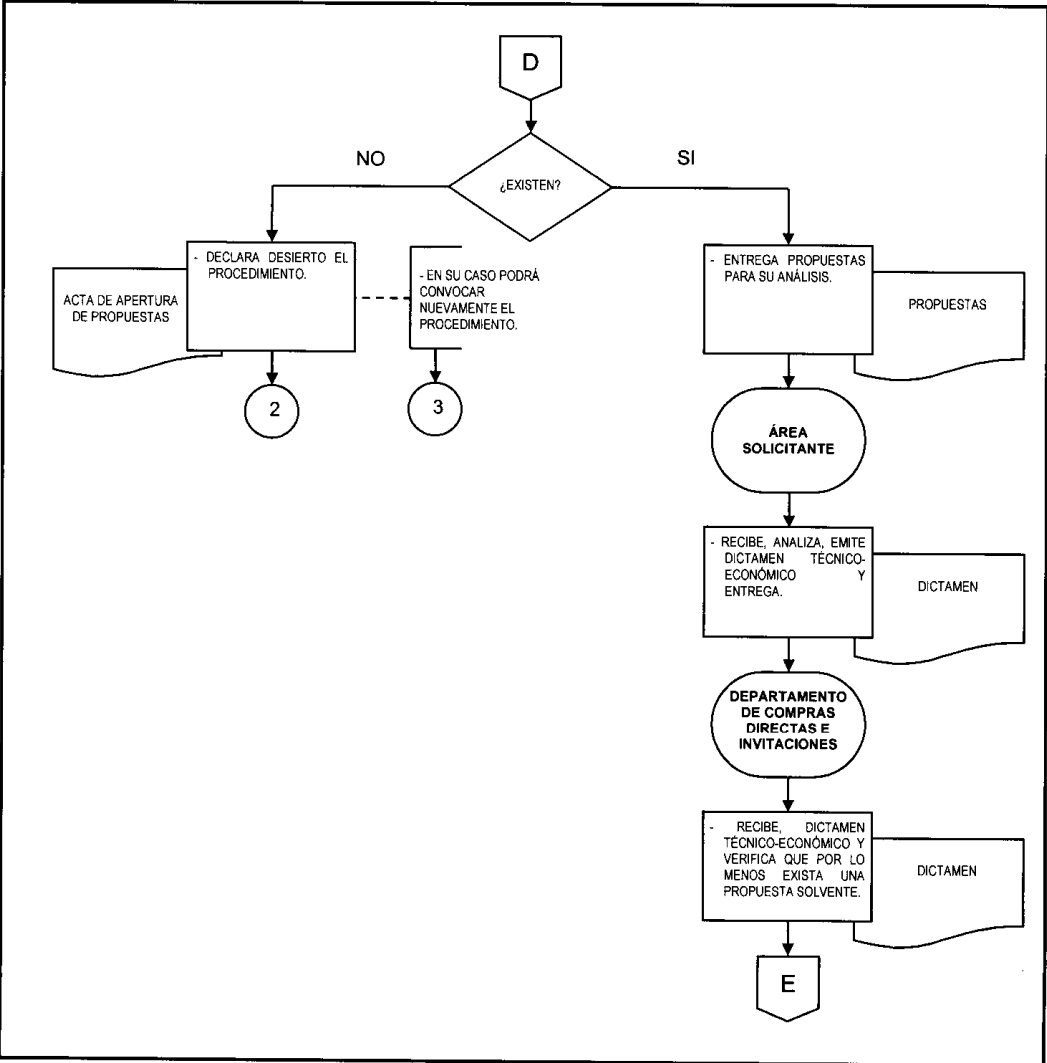 D
NO
SI
¿EXISTEN?
- DECLARA DESIERTO EL
PROCEDIMIENTO.
ACTA DE APERTURA
DE PROPUESTAS
- EN SU CASO PODRÁ
CONVOCAR
NUEVAMENTE EL
PROCEDIMIENTO.
2
3
- ENTREGA PROPUESTAS
PARA SU ANÁLISIS.
PROPUESTAS
ÁREA
SOLICITANTE
- RECIBE, ANALIZA, EMITE
DICTAMEN TÉCNICO-
ECONÓMICO Y
ENTREGA.
DICTAMEN
DEPARTAMENTO
DE COMPRAS
DIRECTAS E
INVITACIONES
- RECIBE, DICTAMEN
TÉCNICO-ECONÓMICO Y
VERIFICA QUE POR LO
MENOS EXISTA UNA
PROPUESTA SOLVENTE.
DICTAMEN
E